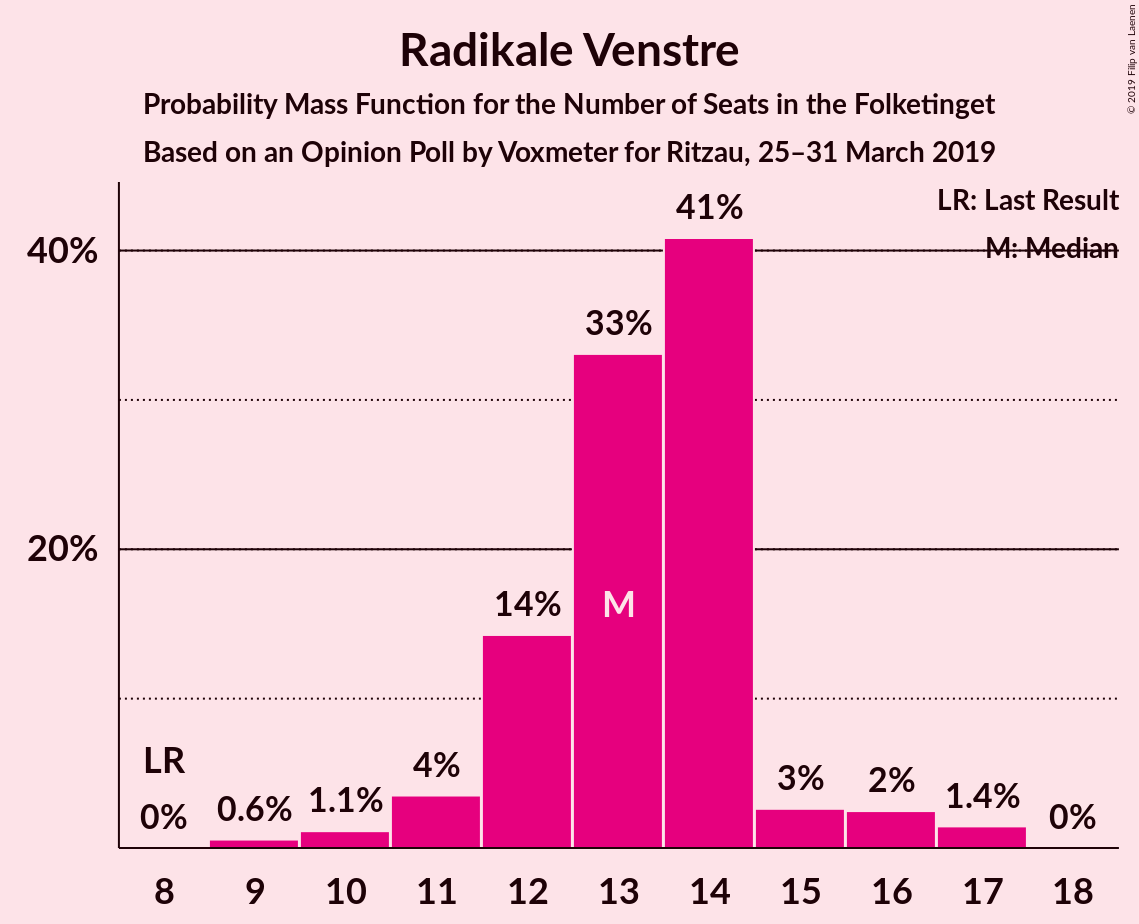 Radikale Venstre
Probability Mass Function for the Number of Seats in the Folketinget
Based on an Opinion Poll by Voxmeter for Ritzau, 25–31 March 2019
© 2019 Filip van Laenen
LR: Last Result
M: Median
40%
20%
LR
0%
0.6%
1.1%
4%
14%
33%
M
41%
3%
2%
1.4%
0%
8 9 10 11 12 13 14 15 16 17 18